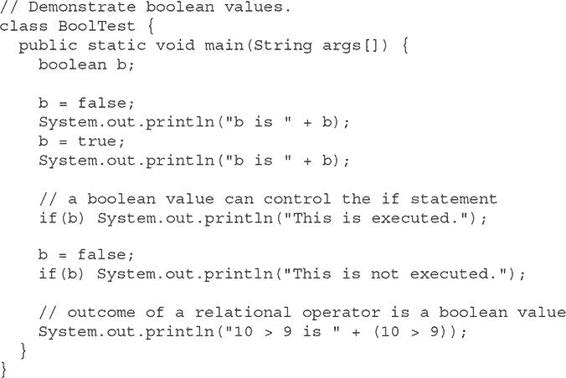 // Demonstrate boolean values.
class BoolTest {
  public static void main(String args[]) {
    boolean b;

    b = false;
    System.out.println("b is " + b);
    b = true;
    System.out.println("b is " + b);

    // a boolean value can control the if statement
    if(b) System.out.println("This is executed.");

    b = false;
    if(b) System.out.println("This is not executed.");

    // outcome of a relational operator is a boolean value
    System.out.println("10 > 9 is " + (10 > 9));
  }
}